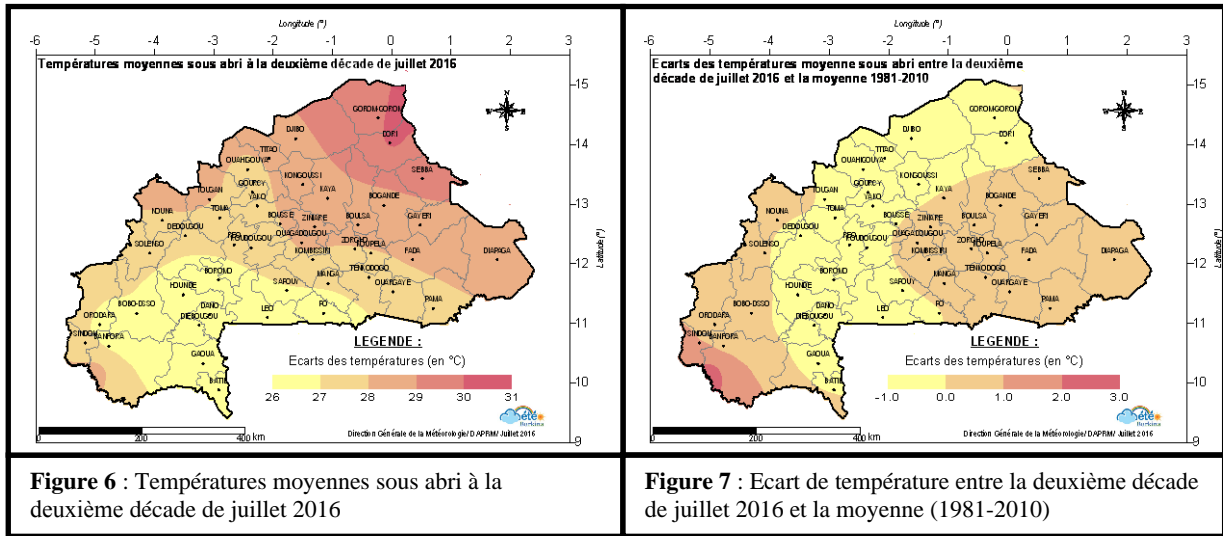 Longitude (°)
-6 -5 -4 -3 -2 -1 0 1 2 3
Températures moyennes sous abri à la deuxième décade de juillet 2016
15
14
13
12
11
10
9
Latitude (°)
N
S
GOROM-GOROM
DJIBO
DORI
TITAO
OUAHIGOUYA
KONGOUSSI
SEBBA
GOURCY
TOUGAN
YAKO
KAYA
BOGANDE
NOUNA
TOMA
BOUSSE
ZINIARE
BOULSA
GAYERI
DEDOUGOU
REO
KOUDOUGOU
OUAGADOUGOU
ZORGHO
KOUPELA
SOLENSO
KOMBISSIRI
FADA
DIAPAGA
BOROMO
MANGA
TENKODOGO
HOUNDE
SAPOUY
OUARGAYE
BOBO-DSSO
DANO
PAMA
ORODARA
DIEBOUGOU
LEO
PO
SINDOU
BANFORA
GAOUA
BATIE
LEGENDE :
Ecarts des températures (en °C)
26 27 28 29 30 31
0 200 400 km
Direction Générale de la Météorologie/ DAPRM/ Juillet 2016
météo
Burkina
Figure 6 : Températures moyennes sous abri à la
deuxième décade de juillet 2016
Longitude (°)
-6 -5 -4 -3 -2 -1 0 1 2 3
Ecarts des températures moyenne sous abri entre la deuxième
décade de juillet 2016 et la moyenne 1981-2010
15
14
13
12
11
10
9
Latitude (°)
N
S
GOROM-GOROM
DJIBO
DORI
TITAO
OUAHIGOUYA
KONGOUSSI
SEBBA
GOURCY
TOUGAN
YAKO
KAYA
BOGANDE
NOUNA
TOMA
BOUSSE
ZINIARE
BOULSA
GAYERI
DEDOUGOU
REO
KOUDOUGOU
OUAGADOUGOU
ZORGHO
KOUPELA
SOLENSO
KOMBISSIRI
FADA
DIAPAGA
BOROMO
MANGA
TENKODOGO
HOUNDE
SAPOUY
OUARGAYE
BOBO-DSSO
DANO
PAMA
ORODARA
DIEBOUGOU
LEO
PO
SINDOU
BANFORA
GAOUA
BATIE
LEGENDE :
Ecarts des températures (en °C)
-1.0 0.0 1.0 2.0 3.0
0 200 400 km
Direction Générale de la Météorologie/ DAPRM/ Juillet 2016
météo
Burkina
Figure 7 : Ecart de température entre la deuxième décade
de juillet 2016 et la moyenne (1981-2010)